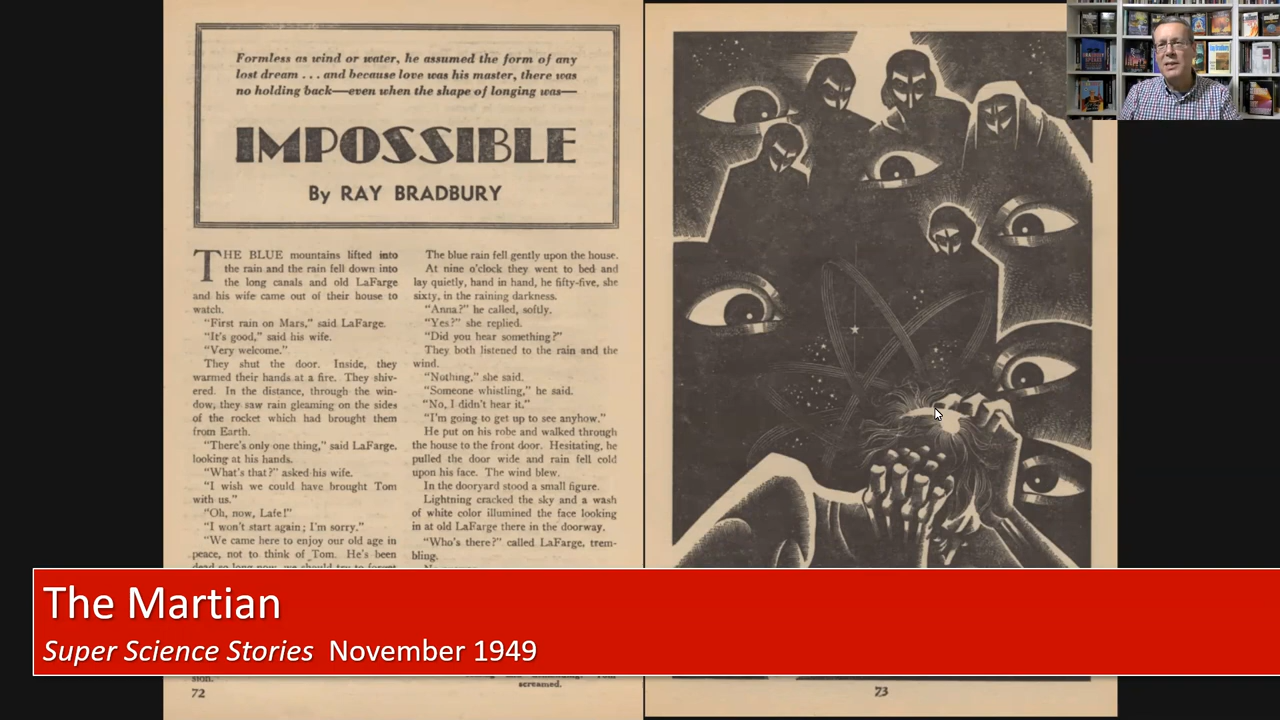 Formless as wind or water, he assumed the form of any
lost dream . . . and because love was his master, there was
no holding back—even when the shape of longing was—
IMPOSSIBLE
By RAY BRADBURY
THE BLUE mountains lifted into
the rain and the rain fell down into
the long canals and old LaFarge
and his wife came out of their house to
watch.
"First rain on Mars," said LaFarge.
"It's good," said his wife.
"Very welcome."
They shut the door. Inside, they
warmed their hands at a fire. They shiv-
ered. In the distance, through the win-
dow, they saw rain gleaming on the sides
of the rocket which had brought them
from Earth.
"There's only one thing," said LaFarge,
looking at his hands.
"What's that?" asked his wife.
"I wish we could have brought Tom
with us."
"Oh, now, Lafe!"
"I won't start again; I'm sorry."
"We came here to enjoy our old age in
peace, not to think of Tom. He's been
dead so long now, we should try to forget
sion."
72
The blue rain fell gently upon the house.
At nine o'clock they went to bed and
lay quietly, hand in hand, he fifty-five, she
sixty, in the raining darkness.
"Anna?" he called, softly.
"Yes?" she replied.
"Did you hear something?"
They both listened to the rain and the
wind.
"Nothing," she said.
"Someone whistling," he said.
"No, I didn't hear it."
"I'm going to get up to see anyhow."
He put on his robe and walked through
the house to the front door. Hesitating, he
pulled the door wide and rain fell cold
upon his face. The wind blew.
In the dooryard stood a small figure.
Lightning cracked the sky and a wash
of white color illumined the face looking
in at old LaFarge there in the doorway.
"Who's there?" called LaFarge, trem-
bling.
screamed.
73
The Martian
Super Science Stories November 1949